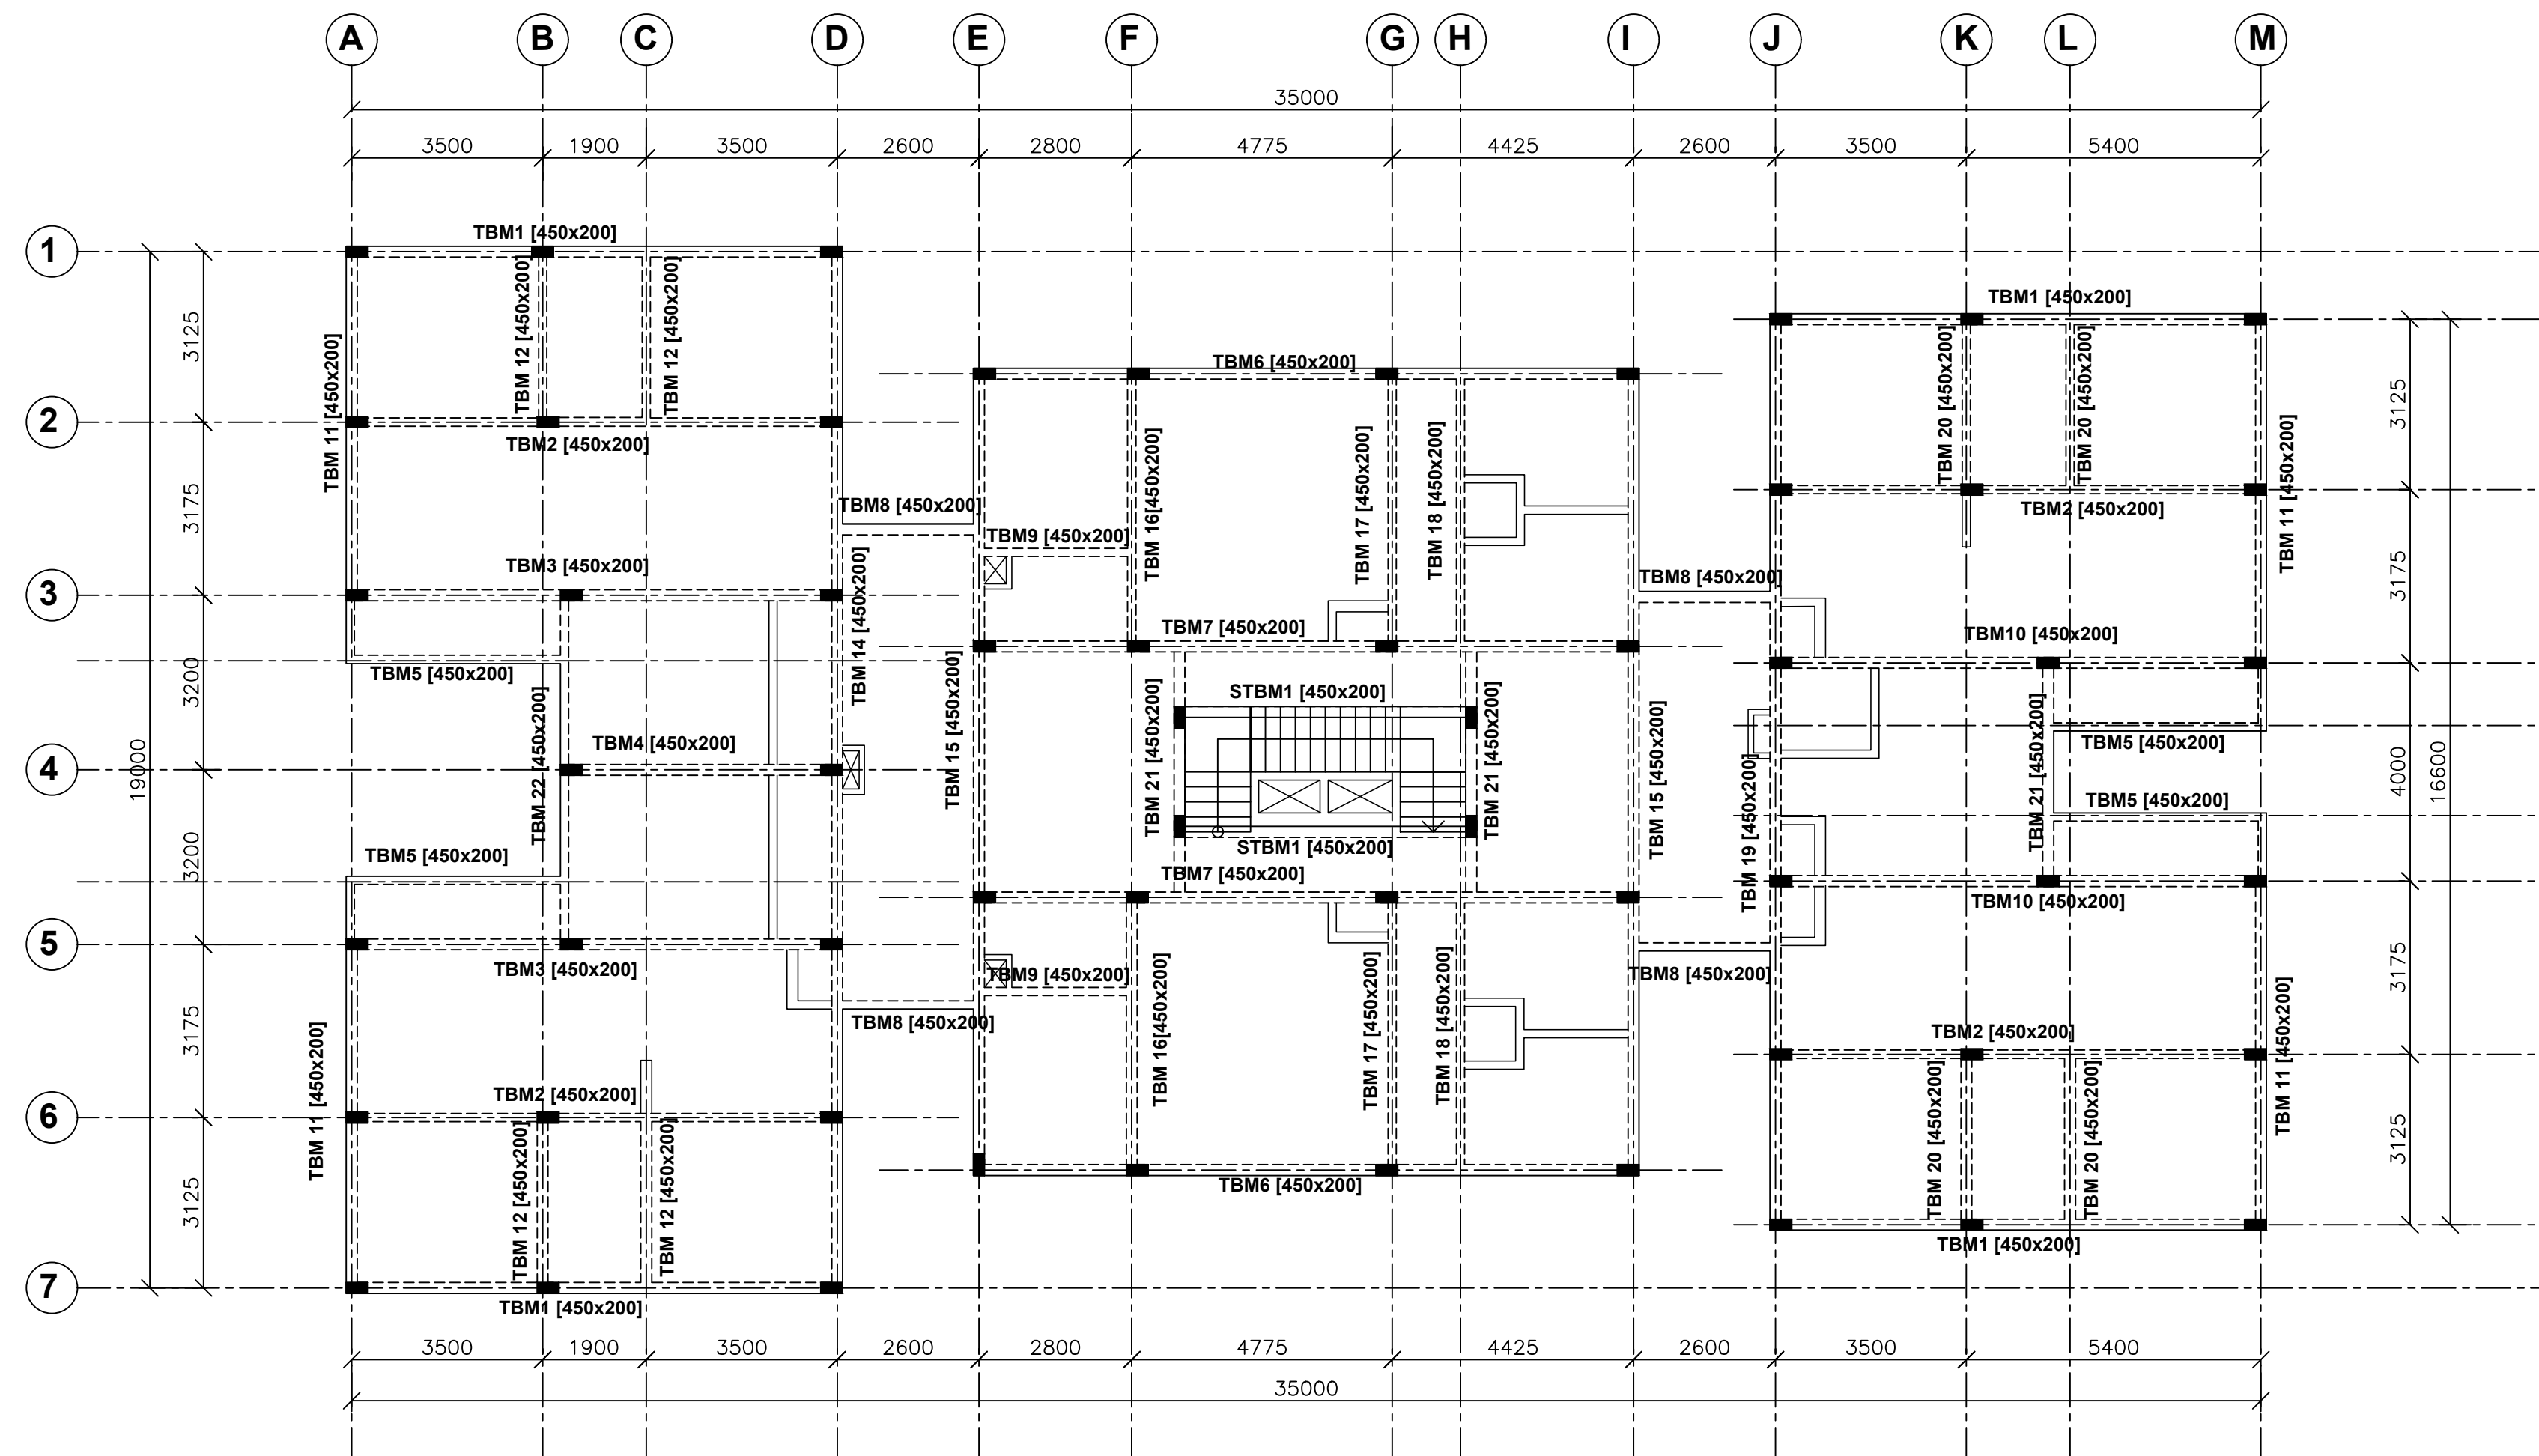 A B C D E F G H I J K L M
35000
3500 1900 3500 2600 2800 4775 4425 2600 3500 5400
1
TBM1 [450x200]
TBM 12 [450x200]
TBM 12 [450x200]
3125
TBM 11 [450x200]
2
TBM2 [450x200]
3175
TBM3 [450x200]
3
TBM5 [450x200]
3200
TBM 22 [450x200]
TBM4 [450x200]
4
19000
TBM5 [450x200]
3200
5
TBM3 [450x200]
3175
TBM 11 [450x200]
TBM2 [450x200]
6
TBM 12 [450x200]
TBM 12 [450x200]
3125
7
TBM1 [450x200]
TBM8 [450x200]
TBM 14 [450x200]
TBM8 [450x200]
TBM6 [450x200]
TBM9 [450x200]
TBM 16[450x200]
TBM 17 [450x200]
TBM 18 [450x200]
TBM7 [450x200]
TBM 15 [450x200]
TBM 21 [450x200]
STBM1 [450x200]
TBM 21 [450x200]
STBM1 [450x200]
TBM7 [450x200]
TBM9 [450x200]
TBM 16[450x200]
TBM 17 [450x200]
TBM 18 [450x200]
TBM6 [450x200]
TBM8 [450x200]
TBM 15 [450x200]
TBM 19 [450x200]
TBM8 [450x200]
TBM1 [450x200]
TBM 20 [450x200]
TBM 20 [450x200]
TBM2 [450x200]
TBM 11 [450x200]
3125
3175
TBM10 [450x200]
TBM 21 [450x200]
TBM5 [450x200]
4000
16600
TBM5 [450x200]
TBM10 [450x200]
3175
TBM2 [450x200]
TBM 11 [450x200]
TBM 20 [450x200]
TBM 20 [450x200]
3125
TBM1 [450x200]
3500 1900 3500 2600 2800 4775 4425 2600 3500 5400
35000